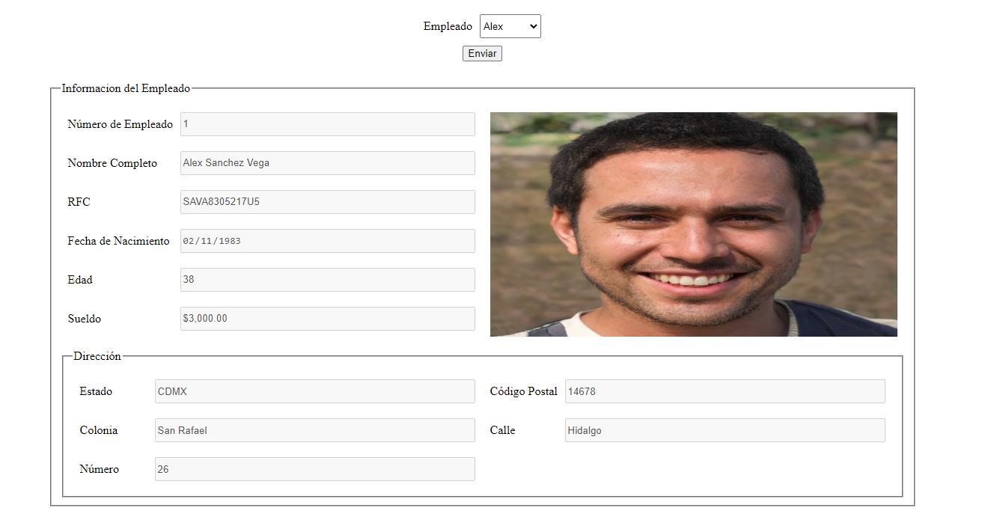 Empleado Alex
Enviar
Informacion del Empleado
Número de Empleado 1
Nombre Completo Alex Sanchez Vega
RFC SAVA8305217U5
Fecha de Nacimiento 02/11/1983
Edad 38
Sueldo $3,000.00
Dirección
Estado CDMX Código Postal 14678
Colonia San Rafael Calle Hidalgo
Número 26